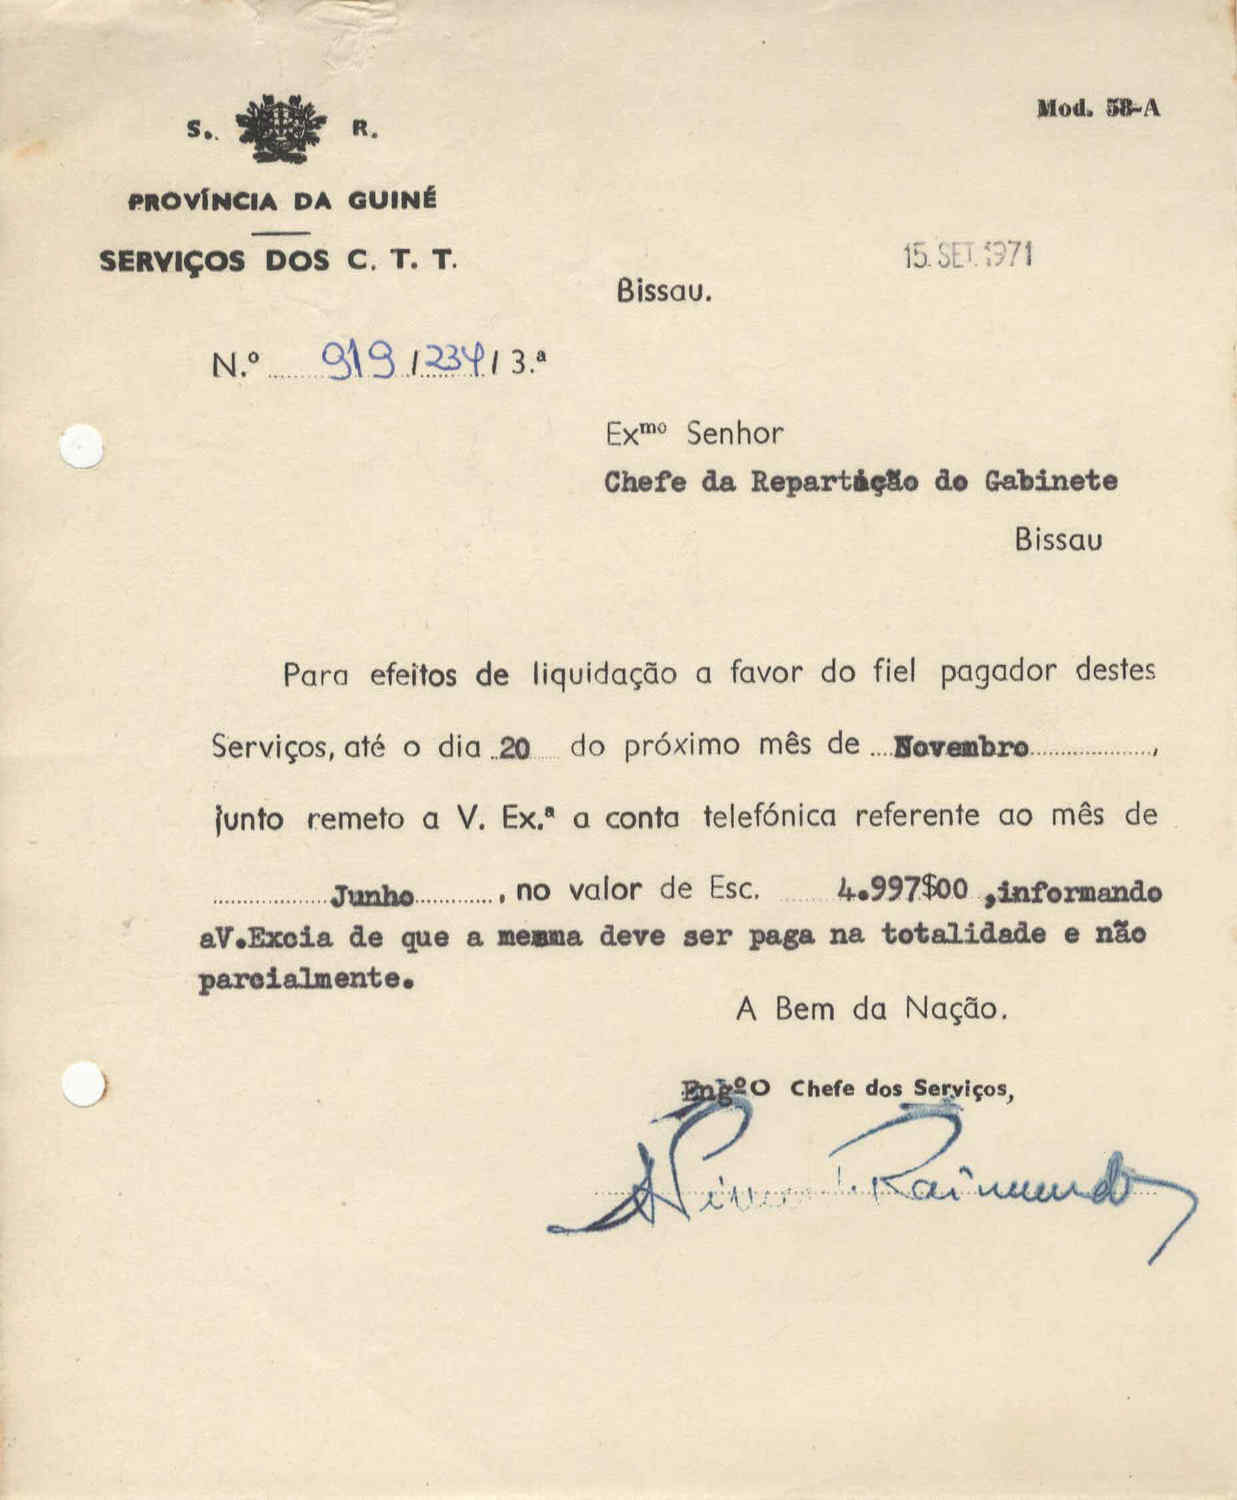 Mod. 58-A
S. R.
PROVÍNCIA DA GUINÉ
SERVIÇOS DOS C. T. T.
15. SET. 1971
Bissau.
N.º 919 / 234 / 3.ª
Exmo Senhor
Chefe da Repartição do Gabinete
Bissau
Para efeitos de liquidação a favor do fiel pagador destes
Serviços, até o dia 20 do próximo mês de Novembro,
junto remeto a V. Ex.ª a conta telefónica referente ao mês de
Junho, no valor de Esc. 4.997$00 ,informando
aV.Excia de que a memma deve ser paga na totalidade e não
parcialmente.
A Bem da Nação.
Engº O Chefe dos Serviços,
Raimundo